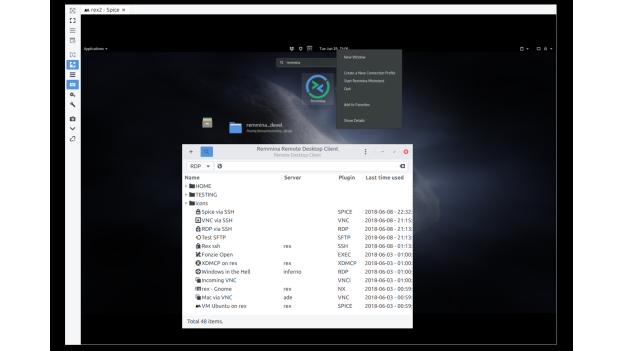 rex2 - Spice ×
Applications
Tue Jun
remmina
Remmina
New Window
Create a New Connection Profile
Start Remmina Minimized
Quit
Add to Favorites
Show Details
remmina_devel
Remmina Remote Desktop Client
Remote Desktop Client
RDP
Name Server Plugin Last time used
HOME
TESTING
icons
Spice via SSH SPICE 2018-06-08 - 22:32:
VNC via SSH VNC 2018-06-08 - 21:15:
RDP via SSH RDP 2018-06-08 - 21:13:
Test SFTP SFTP 2018-06-08 - 21:13:
Rex ssh rex SSH 2018-06-08 - 01:13:
Fonzie Open EXEC 2018-06-03 - 01:00:
XDMCP on rex rex XDMCP 2018-06-03 - 01:00:
Windows in the Hell inferno RDP 2018-06-03 - 01:00:
Incoming VNC VNCI 2018-06-03 - 01:00:
rex - Gnome rex NX 2018-06-03 - 00:59:
Mac via VNC ade VNC 2018-06-03 - 00:59:
VM Ubuntu on rex rex SPICE 2018-06-03 - 00:59:
Total 48 items.